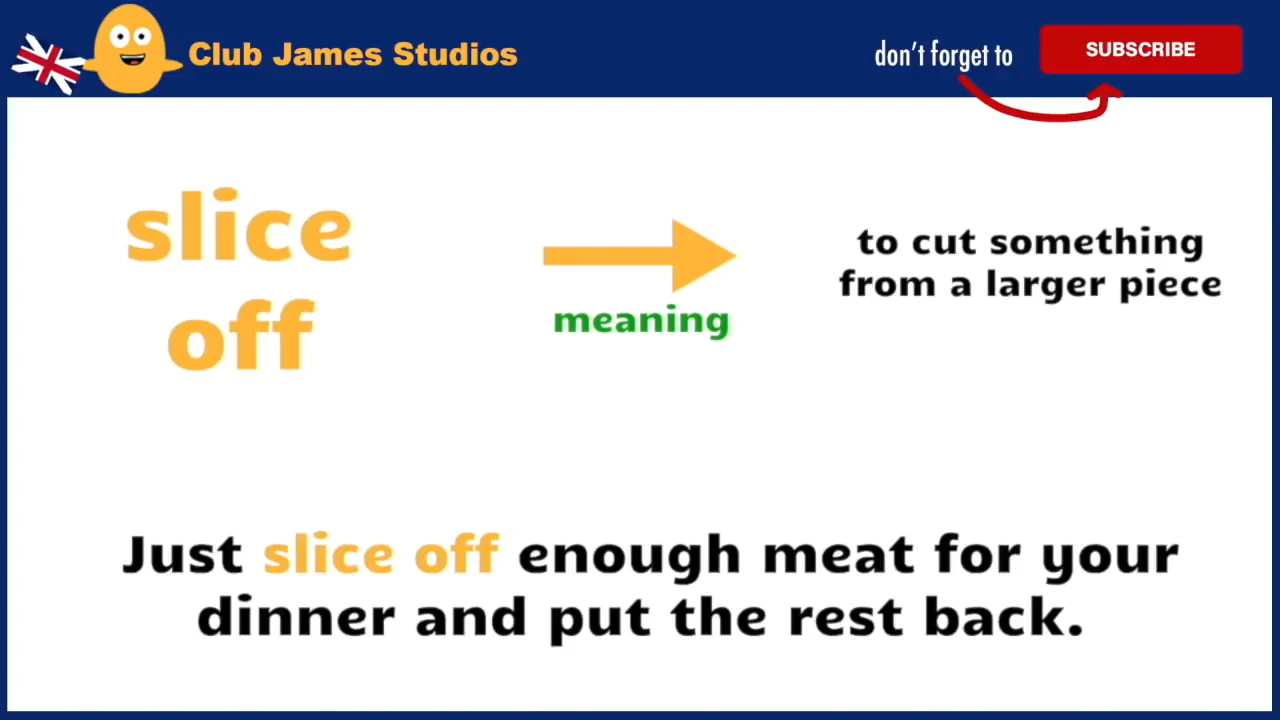 Club James Studios
don't forget to
SUBSCRIBE
slice
off
meaning
to cut something
from a larger piece
Just slice off enough meat for your
dinner and put the rest back.